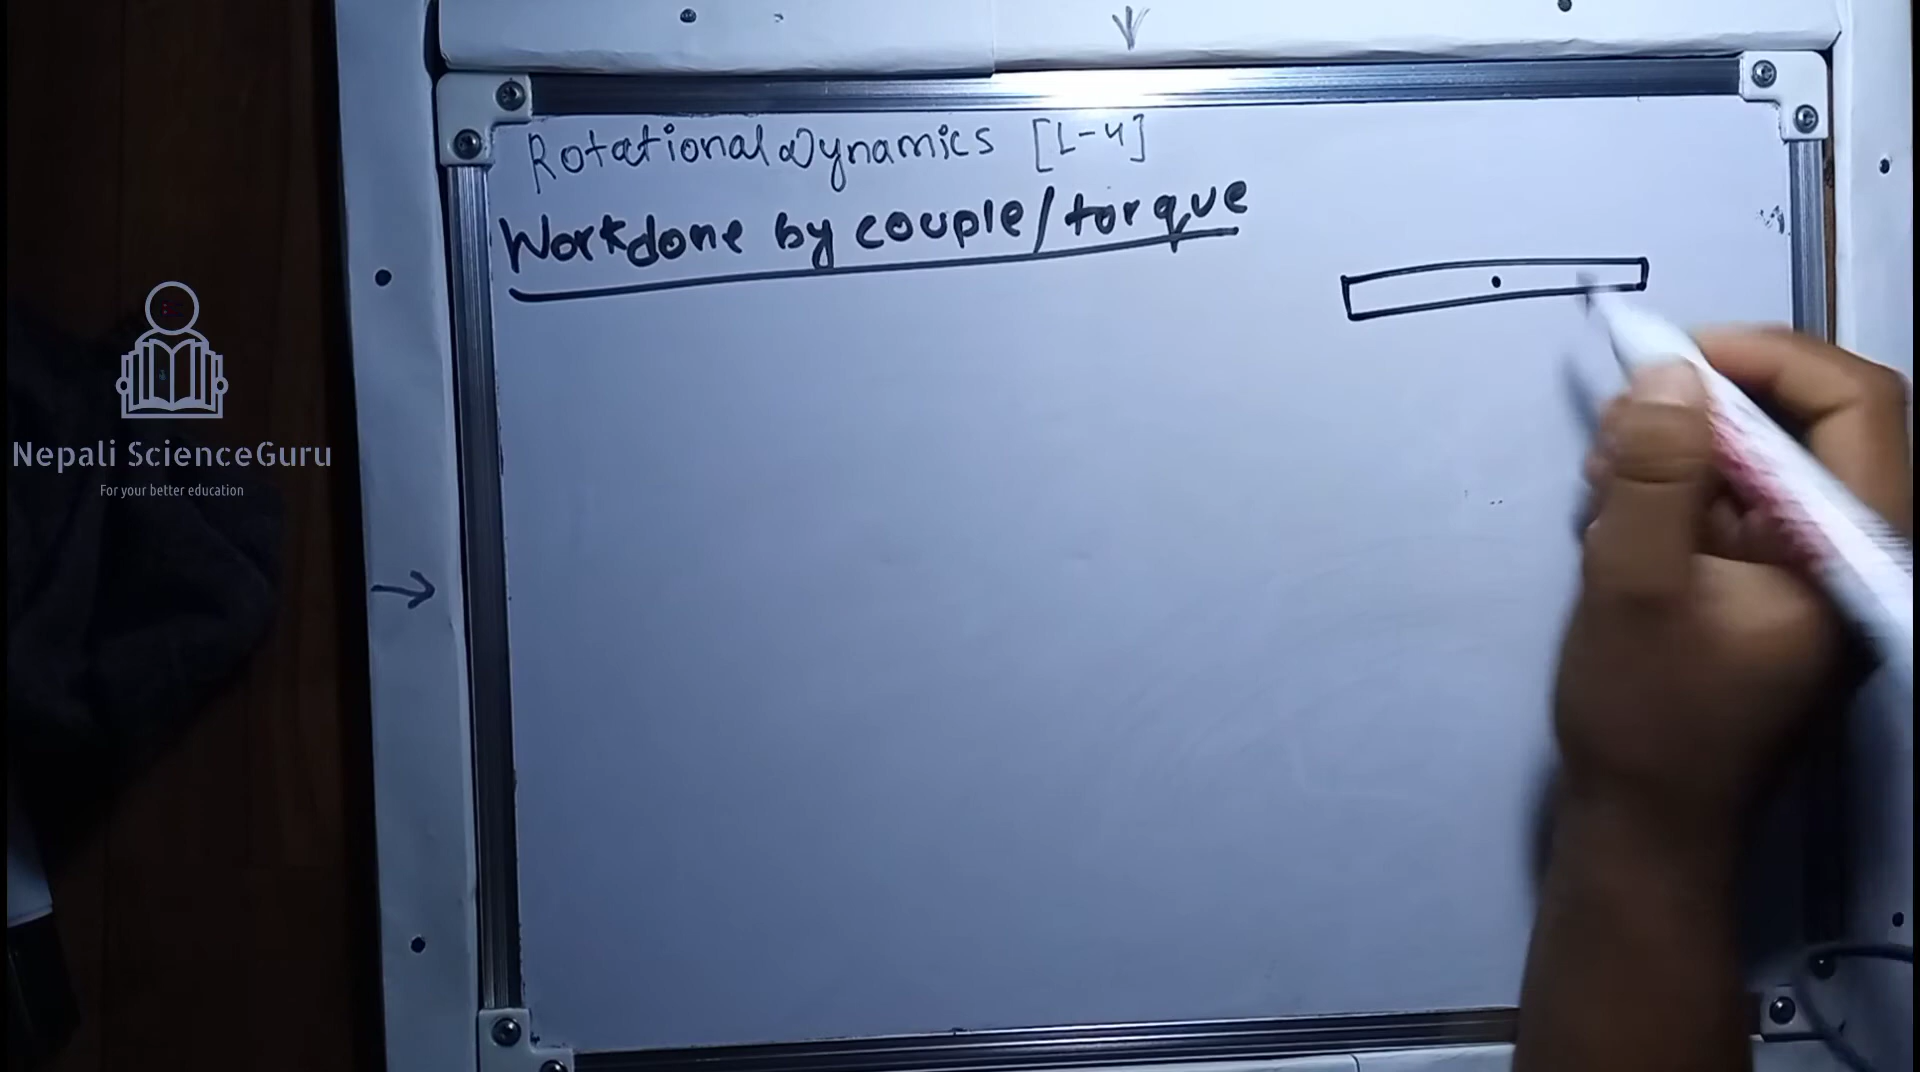 Rotational Dynamics [L-4]
Workdone by couple/torque
Nepali ScienceGuru
For your better education